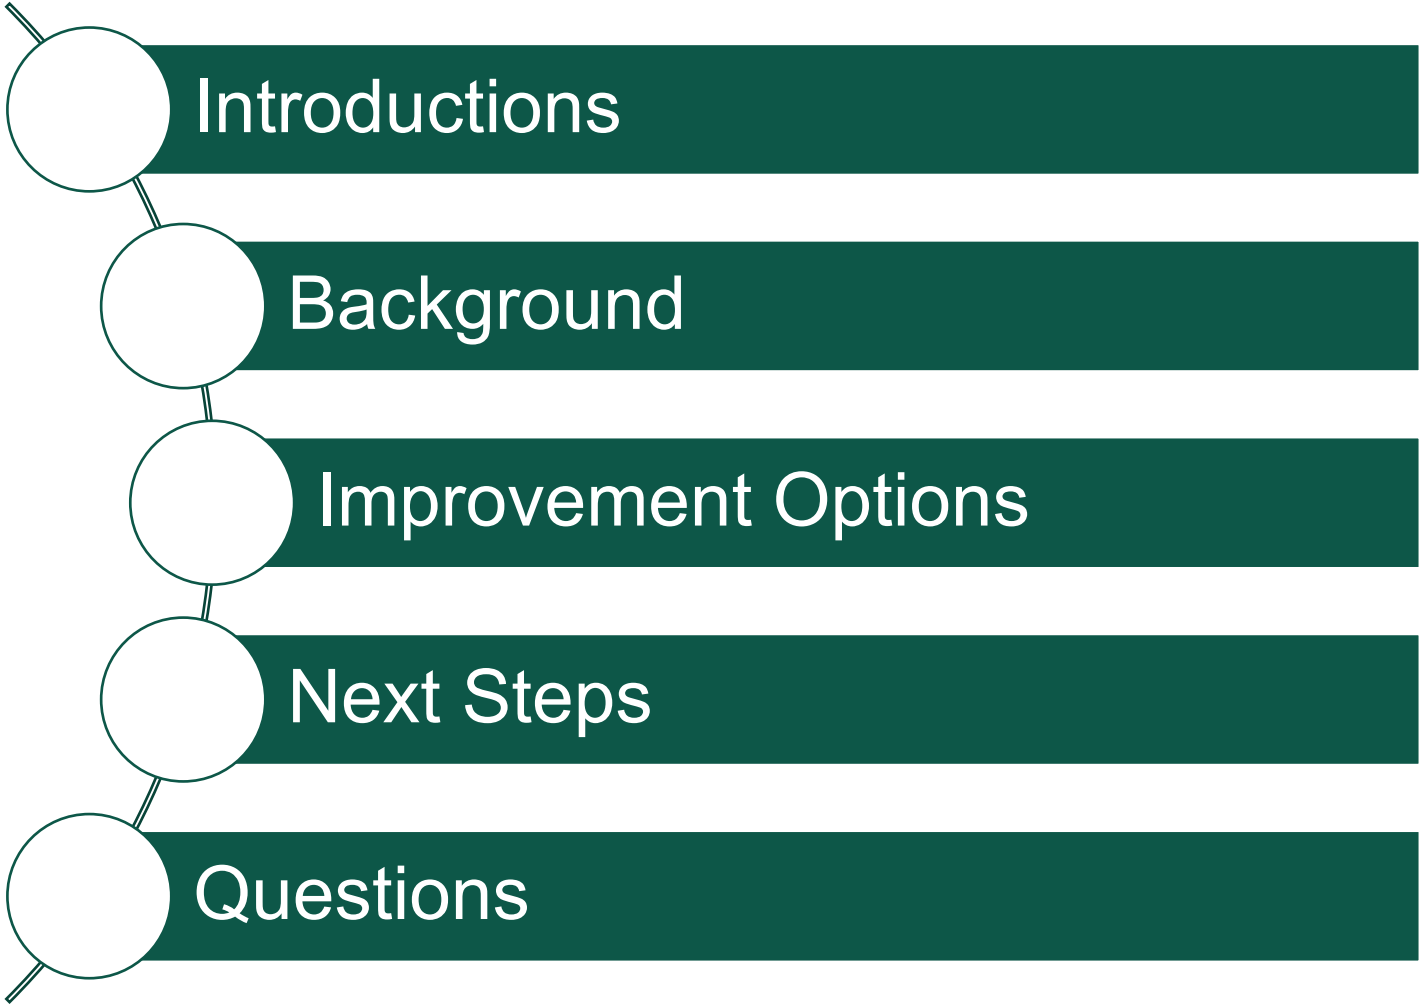 Introductions
Background
Improvement Options
Next Steps
Questions